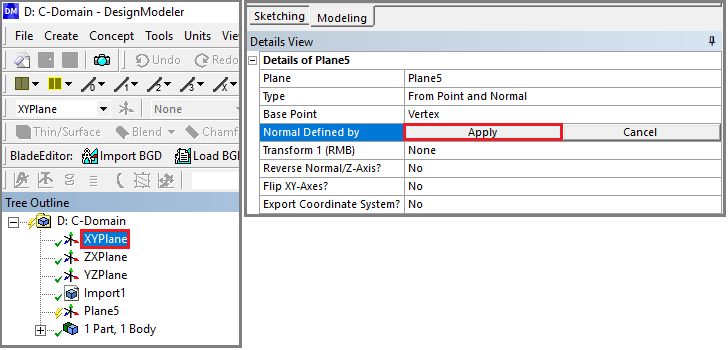 DM D: C-Domain - DesignModeler
File Create Concept Tools View
Undo Redo
XYPlane None
Thin/Surface Blend Chamf
BladeEditor: Import BGD Load BG
Tree Outline
D: C-Domain
XYPlane
ZXPlane
YZPlane
Import1
Plane5
1 Part, 1 Body
Sketching Modeling
Details View
Details of Plane5
Plane Plane5
Type From Point and Normal
Base Point Vertex
Normal Defined by Apply Cancel
Transform 1 (RMB) None
Reverse Normal/Z-Axis? No
Flip XY-Axes? No
Export Coordinate System? No